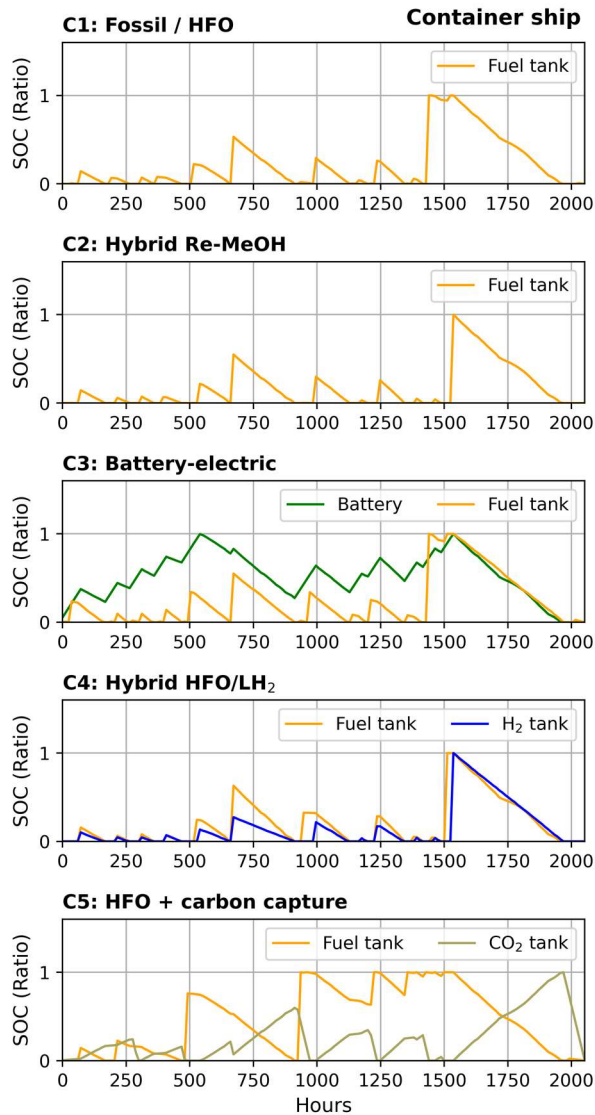 Container ship
C1: Fossil / HFO
Fuel tank
SOC (Ratio)
1
0
0 250 500 750 1000 1250 1500 1750 2000
C2: Hybrid Re-MeOH
Fuel tank
SOC (Ratio)
1
0
0 250 500 750 1000 1250 1500 1750 2000
C3: Battery-electric
Battery Fuel tank
SOC (Ratio)
1
0
0 250 500 750 1000 1250 1500 1750 2000
C4: Hybrid HFO/LH₂
Fuel tank H₂ tank
SOC (Ratio)
1
0
0 250 500 750 1000 1250 1500 1750 2000
C5: HFO + carbon capture
Fuel tank CO₂ tank
SOC (Ratio)
1
0
0 250 500 750 1000 1250 1500 1750 2000
Hours